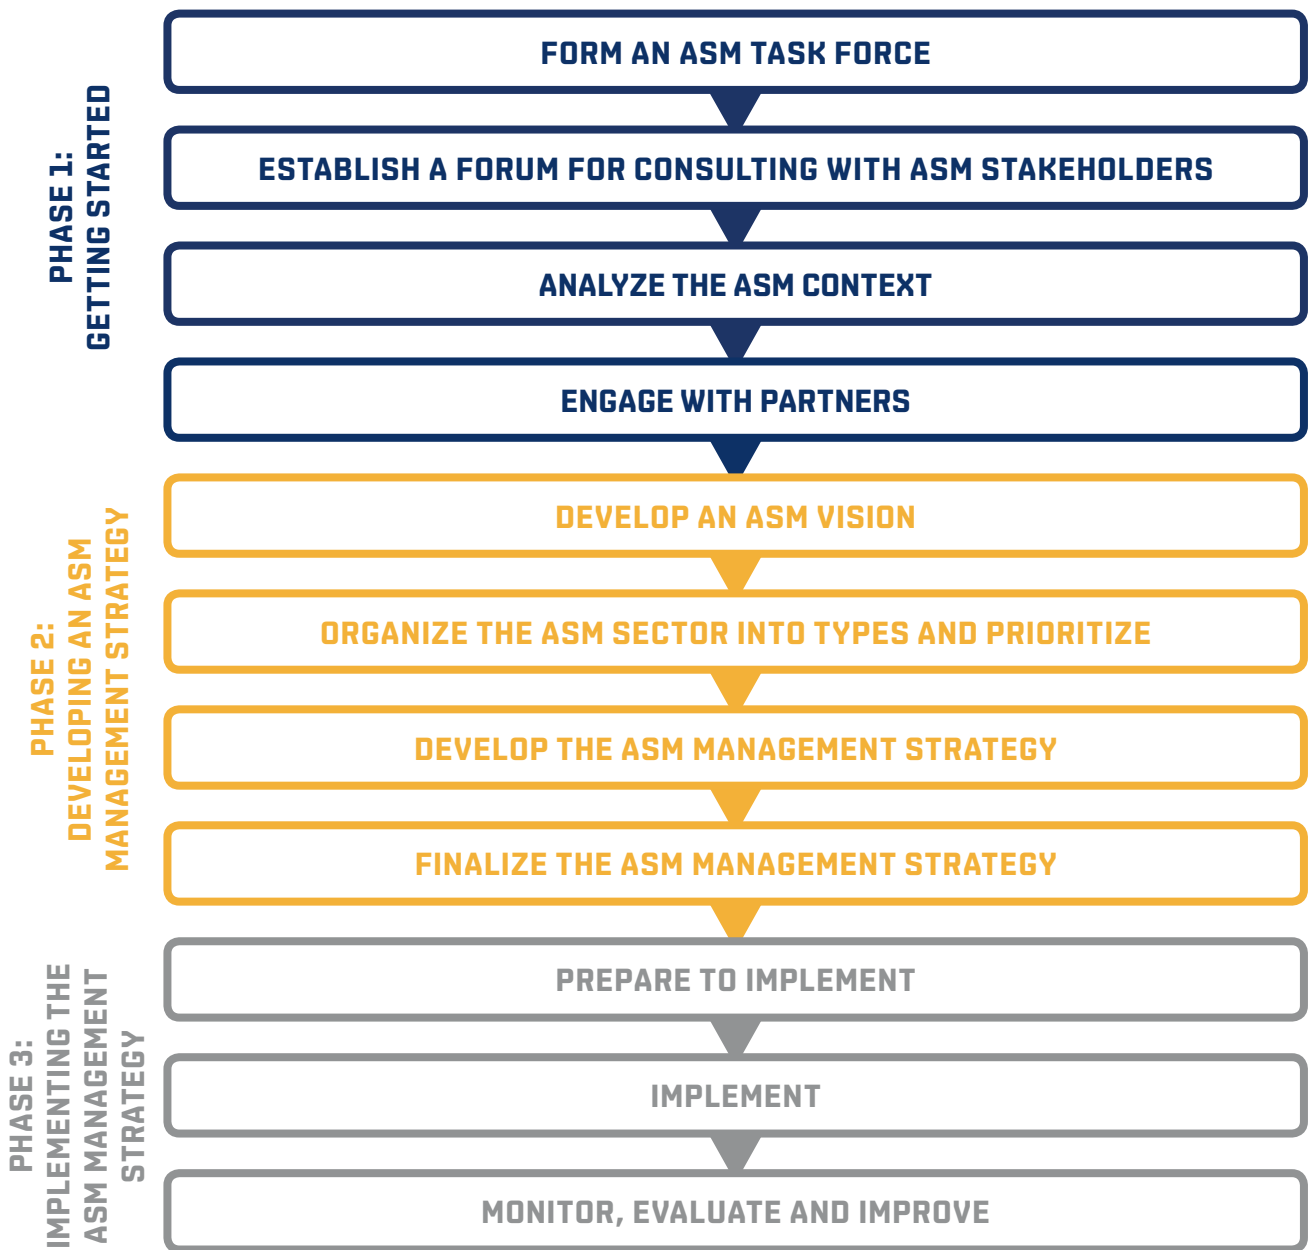 PHASE 1:
GETTING STARTED
FORM AN ASM TASK FORCE
ESTABLISH A FORUM FOR CONSULTING WITH ASM STAKEHOLDERS
ANALYZE THE ASM CONTEXT
ENGAGE WITH PARTNERS
PHASE 2:
DEVELOPING AN ASM
MANAGEMENT STRATEGY
DEVELOP AN ASM VISION
ORGANIZE THE ASM SECTOR INTO TYPES AND PRIORITIZE
DEVELOP THE ASM MANAGEMENT STRATEGY
FINALIZE THE ASM MANAGEMENT STRATEGY
PHASE 3:
IMPLEMENTING THE
ASM MANAGEMENT
STRATEGY
PREPARE TO IMPLEMENT
IMPLEMENT
MONITOR, EVALUATE AND IMPROVE